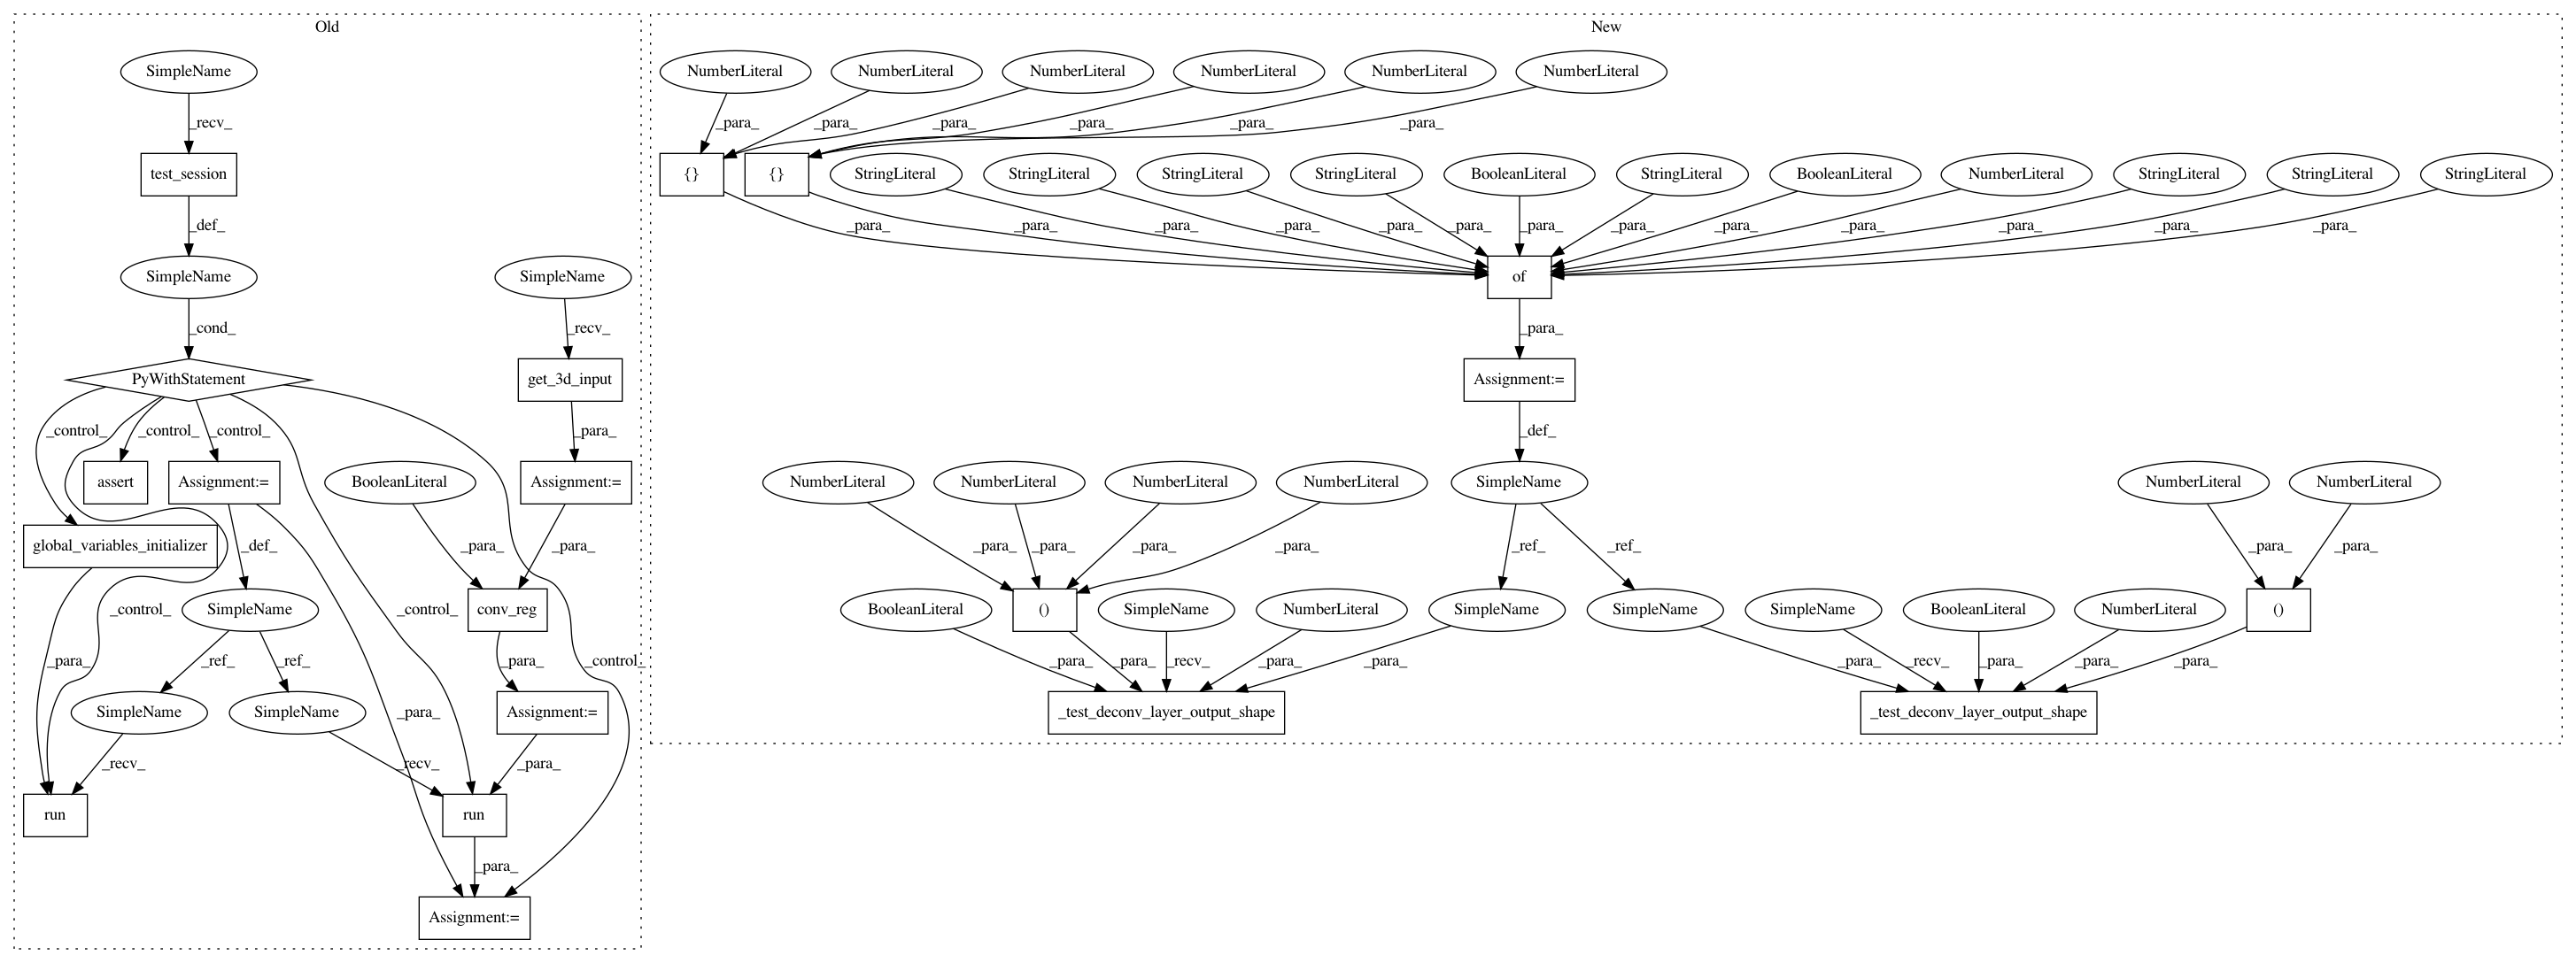 Old
New
SimpleName
NumberLiteral
NumberLiteral
NumberLiteral
NumberLiteral
NumberLiteral
NumberLiteral
_recv_
_para_
_para_
_para_
_para_
_para_
_para_
test_session
{}
{}
StringLiteral
StringLiteral
StringLiteral
StringLiteral
BooleanLiteral
StringLiteral
BooleanLiteral
NumberLiteral
StringLiteral
StringLiteral
StringLiteral
_def_
_para_
_para_
_para_
_para_
_para_
_para_
_para_
_para_
_para_
_para_
_para_
_para_
_para_
SimpleName
SimpleName
of
_cond_
_recv_
_para_
PyWithStatement
get_3d_input
Assignment:=
_control_
_control_
_control_
_para_
_def_
assert
Assignment:=
BooleanLiteral
Assignment:=
NumberLiteral
NumberLiteral
NumberLiteral
NumberLiteral
SimpleName
NumberLiteral
NumberLiteral
global_variables_initializer
_def_
_para_
_para_
_para_
_para_
_para_
_para_
_ref_
_ref_
_para_
_para_
_control_
SimpleName
_control_
conv_reg
BooleanLiteral
()
SimpleName
NumberLiteral
SimpleName
SimpleName
SimpleName
BooleanLiteral
NumberLiteral
()
_para_
_ref_
_ref_
_para_
_control_
_para_
_para_
_recv_
_para_
_para_
_para_
_recv_
_para_
_para_
_para_
SimpleName
SimpleName
_para_
Assignment:=
_test_deconv_layer_output_shape
_test_deconv_layer_output_shape
_recv_
_recv_
_para_
run
run
_para_
Assignment:=